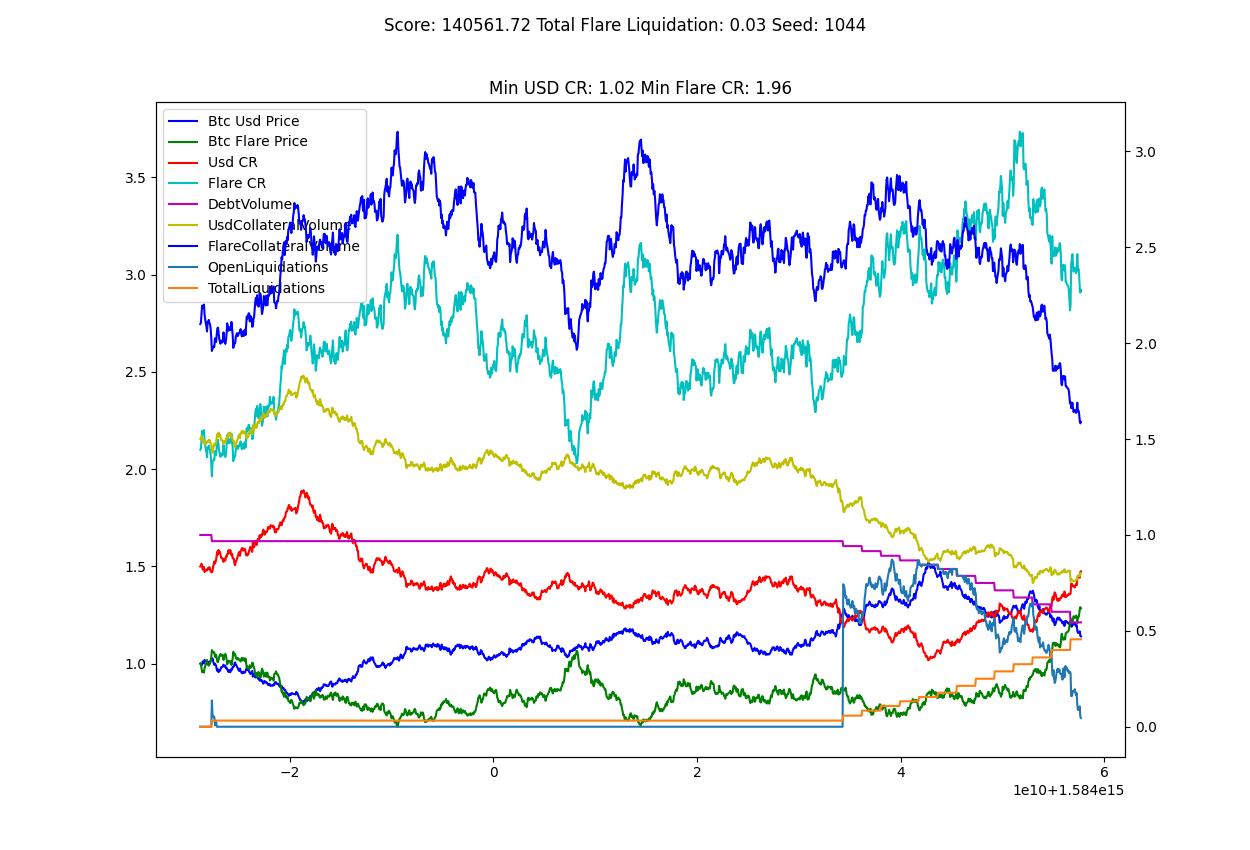 Score: 140561.72 Total Flare Liquidation: 0.03 Seed: 1044
Min USD CR: 1.02 Min Flare CR: 1.96
Btc Usd Price
Btc Flare Price
Usd CR
Flare CR
DebtVolume
UsdCollateralVolume
FlareCollateralVolume
OpenLiquidations
TotalLiquidations
3.5
3.0
2.5
2.0
1.5
1.0
3.0
2.5
2.0
1.5
1.0
0.5
0.0
−2 0 2 4 6
1e10+1.584e15